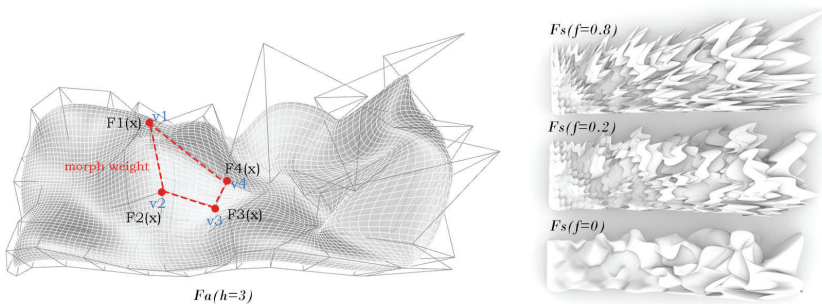 F1(x)
v1
morph weight
F4(x)
v4
v2
F2(x)
v3
F3(x)
Fa(h=3)
Fs(f=0.8)
Fs(f=0.2)
Fs(f=0)